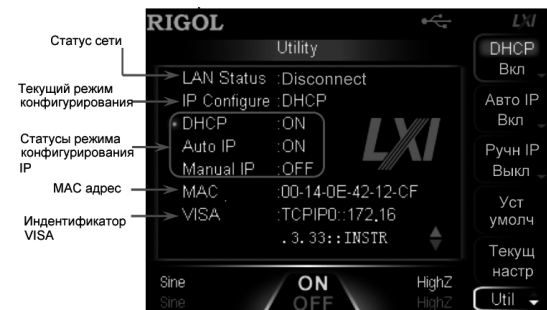 RIGOL
LXI
Статус сети
Utility
DHCP
Вкл
LAN Status :Disconnect
Текущий режим
конфигурирования
IP Configure :DHCP
Авто IP
Вкл
DHCP :ON
Статусы режима
конфигурирования
IP
Auto IP :ON
LXI
Manual IP :OFF
Ручн IP
Выкл
MAC адрес
MAC :00-14-0E-42-12-CF
Индентификатор
VISA
VISA :TCPIP0::172.16
.3.33::INSTR
Уст
умолч
Текущ
настр
Sine ON HighZ
Sine OFF HighZ
Util